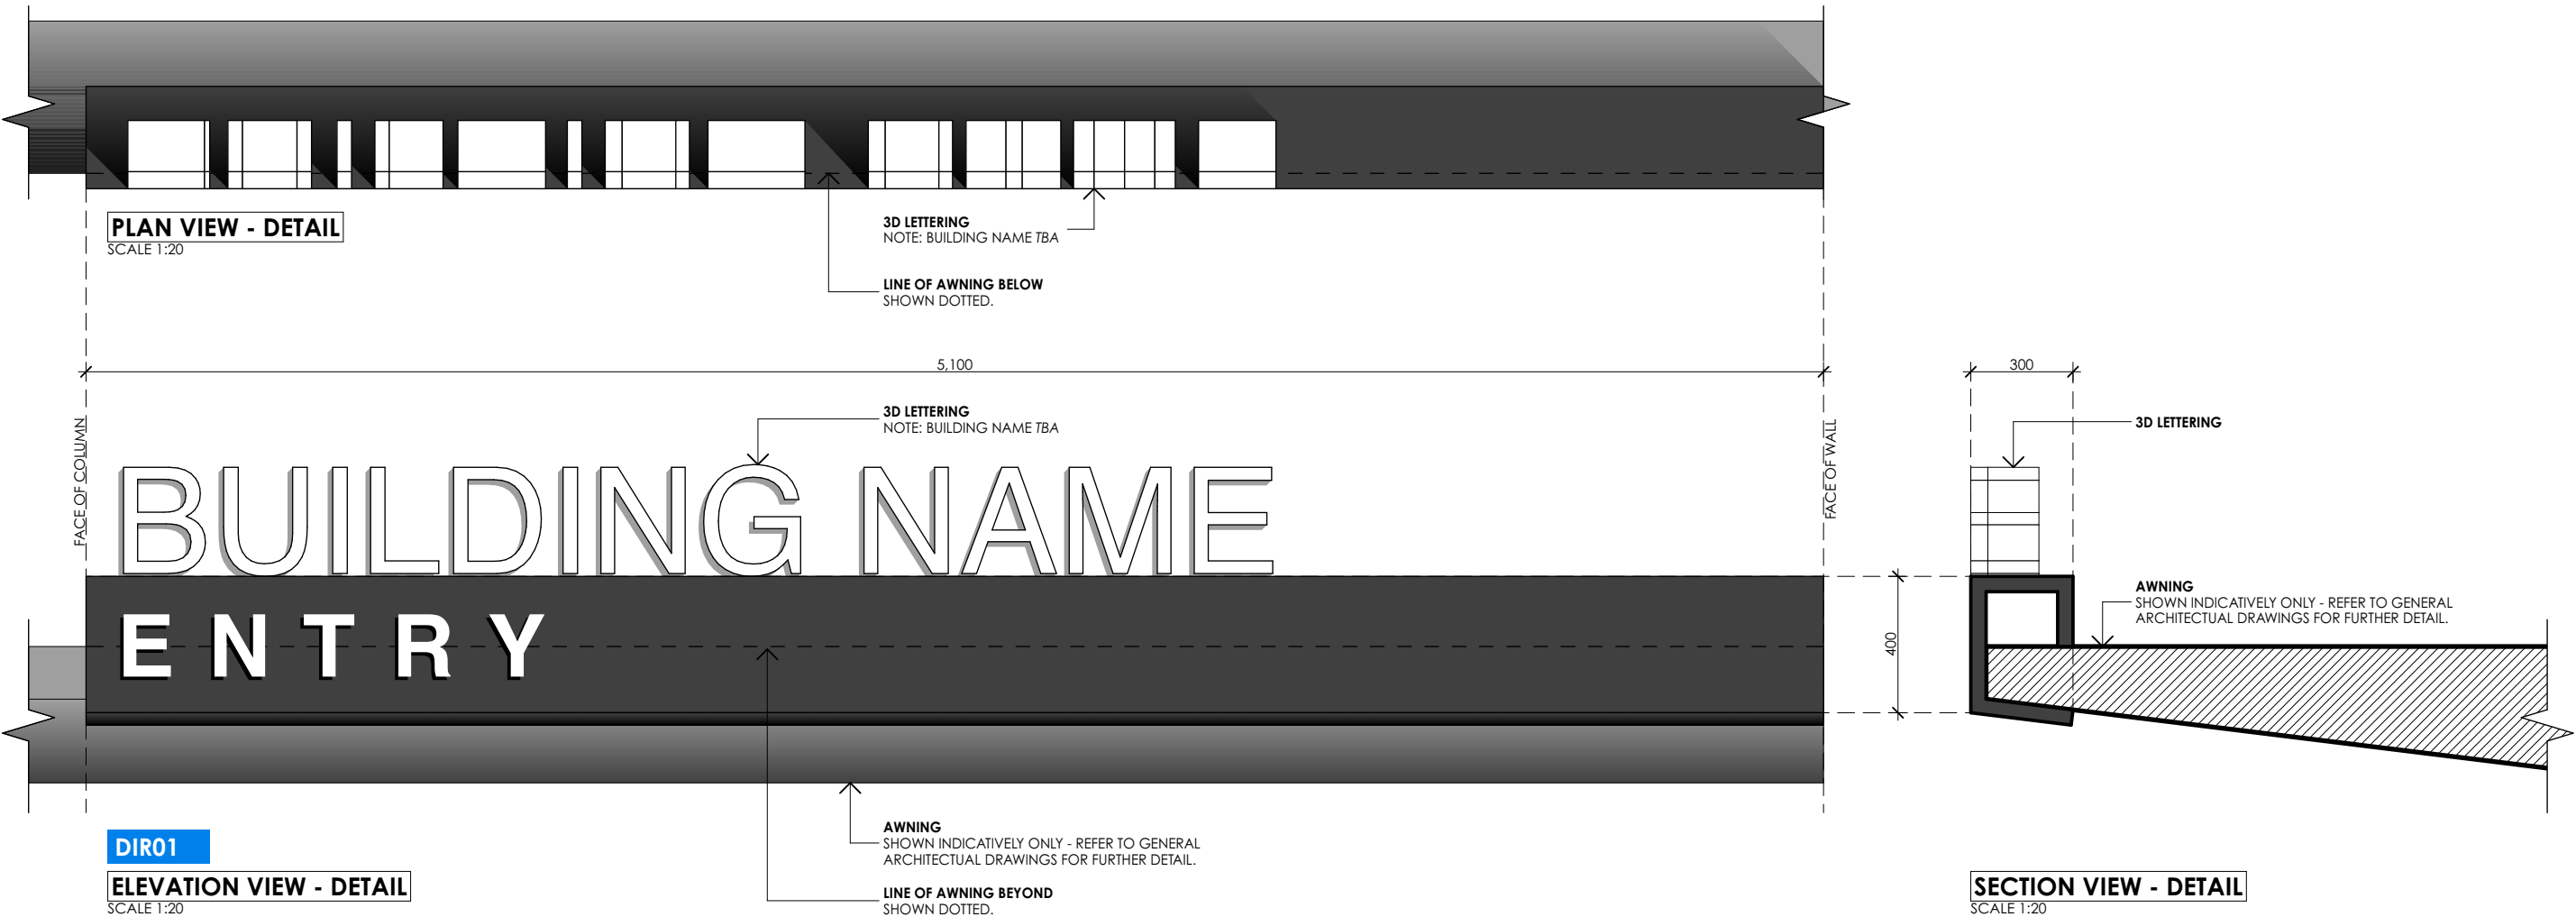 PLAN VIEW - DETAIL
SCALE 1:20
3D LETTERING
NOTE: BUILDING NAME TBA
LINE OF AWNING BELOW
SHOWN DOTTED.
5,100
300
FACE OF COLUMN
3D LETTERING
NOTE: BUILDING NAME TBA
FACE OF WALL
3D LETTERING
BUILDING NAME
ENTRY
400
AWNING
SHOWN INDICATIVELY ONLY - REFER TO GENERAL
ARCHITECTUAL DRAWINGS FOR FURTHER DETAIL.
DIR01
ELEVATION VIEW - DETAIL
SCALE 1:20
AWNING
SHOWN INDICATIVELY ONLY - REFER TO GENERAL
ARCHITECTUAL DRAWINGS FOR FURTHER DETAIL.
LINE OF AWNING BEYOND
SHOWN DOTTED.
SECTION VIEW - DETAIL
SCALE 1:20